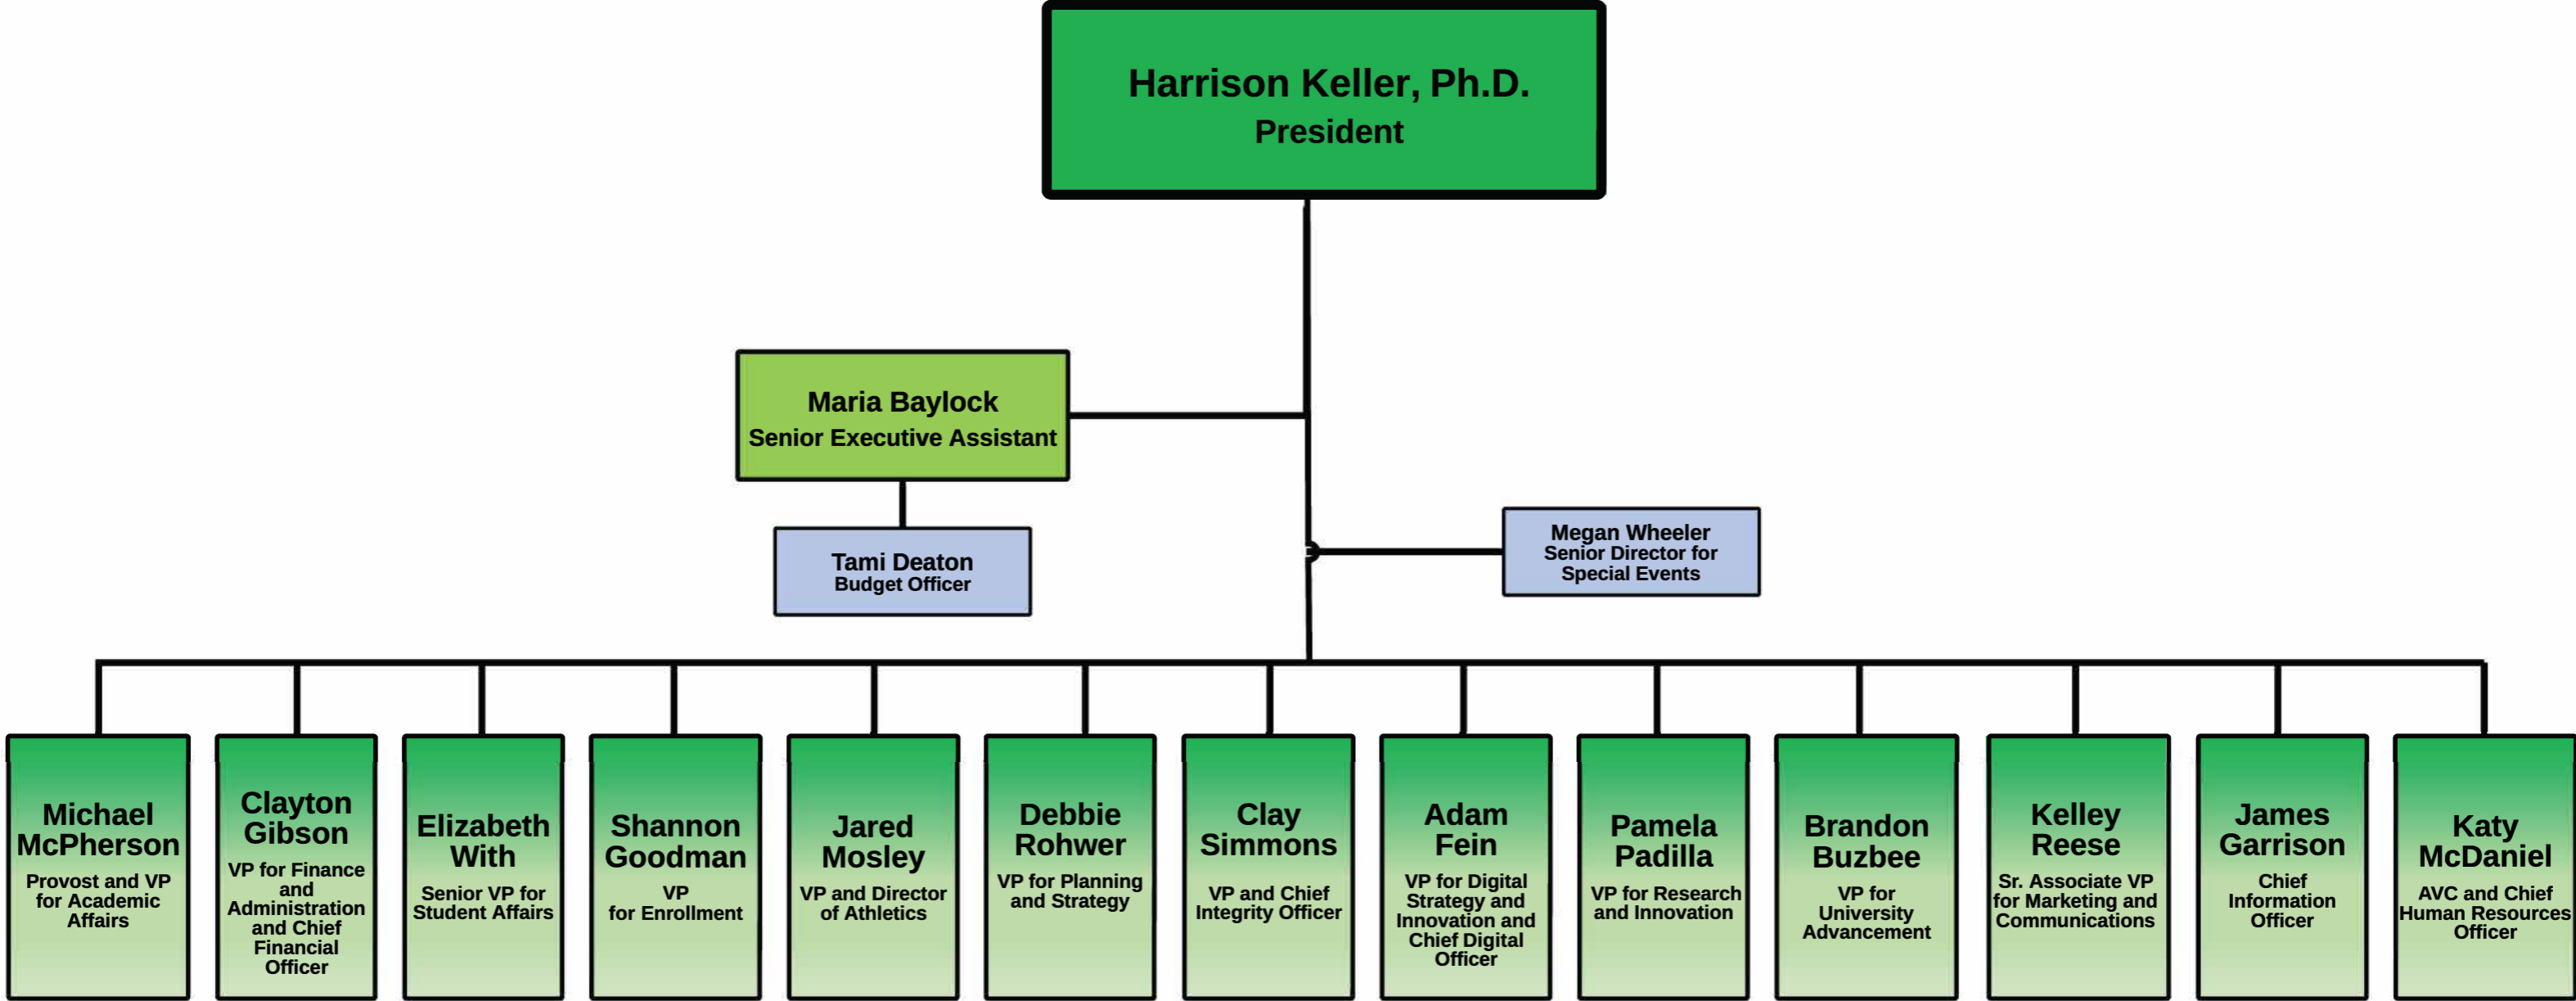 Harrison Keller, Ph.D.
President
Maria Baylock
Senior Executive Assistant
Tami Deaton
Budget Officer
Megan Wheeler
Senior Director for
Special Events
Michael
McPherson
Provost and VP
for Academic
Affairs
Clayton
Gibson
VP for Finance
and
Administration
and Chief
Financial
Officer
Elizabeth
With
Senior VP for
Student Affairs
Shannon
Goodman
VP
for Enrollment
Jared
Mosley
VP and Director
of Athletics
Debbie
Rohwer
VP for Planning
and Strategy
Clay
Simmons
VP and Chief
Integrity Officer
Adam
Fein
VP for Digital
Strategy and
Innovation and
Chief Digital
Officer
Pamela
Padilla
VP for Research
and Innovation
Brandon
Buzbee
VP for
University
Advancement
Kelley
Reese
Sr. Associate VP
for Marketing and
Communications
James
Garrison
Chief
Information
Officer
Katy
McDaniel
AVC and Chief
Human Resources
Officer